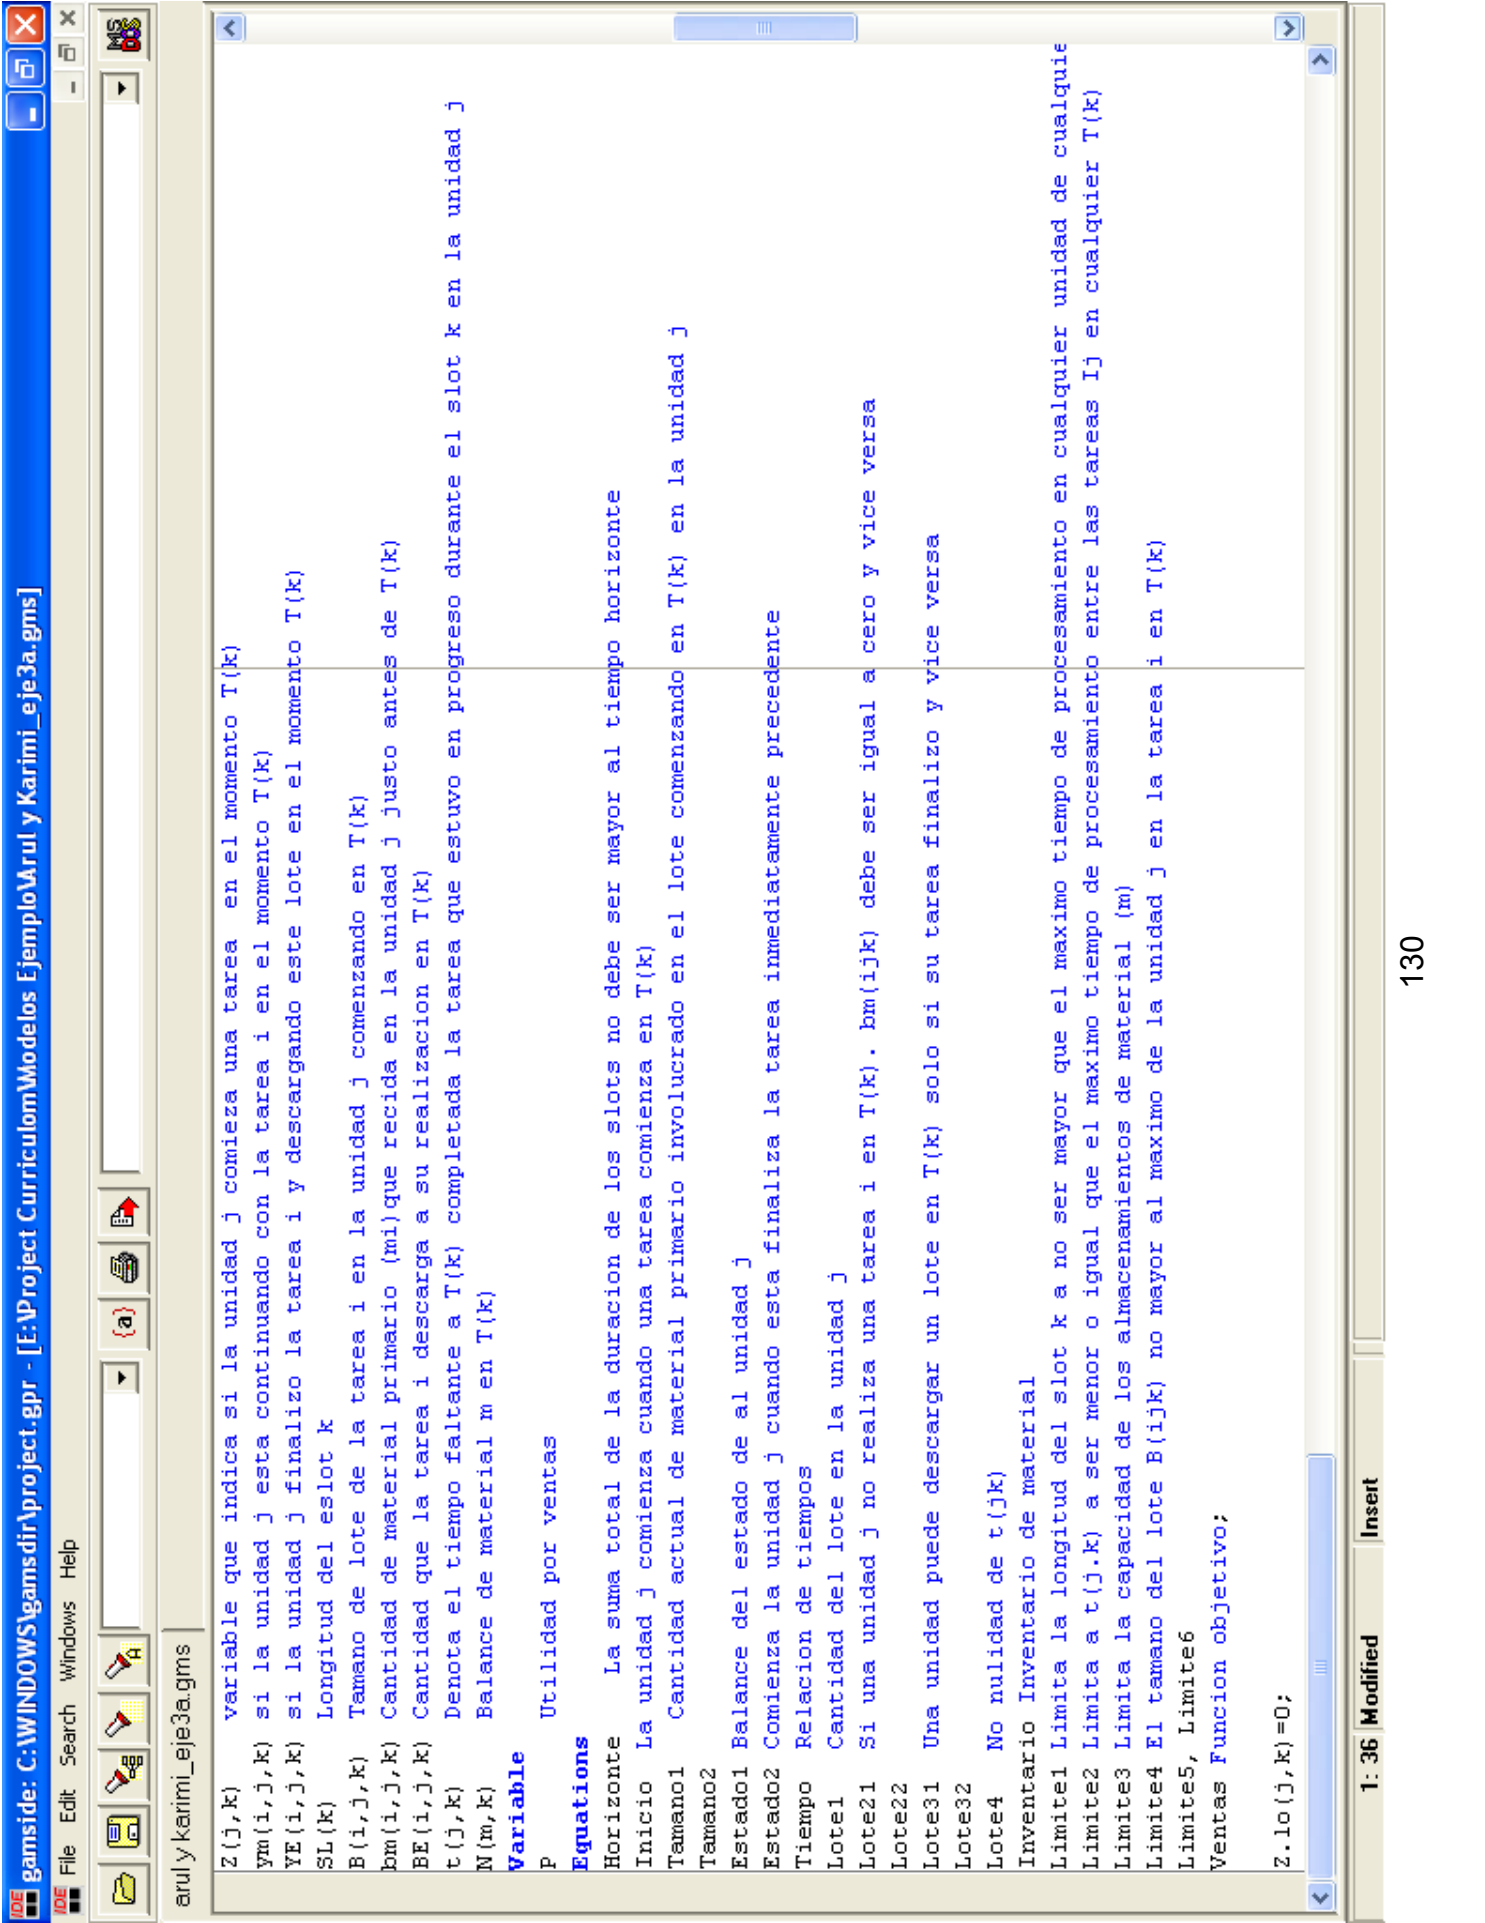 gamside: C:\WINDOWS\gamsdir\project.gpr - [E:\Project Curriculom\Modelos Ejemplo\Arul y Karimi_eje3a.gms]
IDE File Edit Search Windows Help
(a)
MS DOS
arul y karimi_eje3a.gms
Z(j,k) variable que indica si la unidad j comieza una tarea  en el momento T(k)
ym(i,j,k) si la unidad j esta continuando con la tarea i en el momento T(k)
YE(i,j,k) si la unidad j finalizo la tarea i y descargando este lote en el momento T(k)
SL(k) Longitud del eslot k
B(i,j,k) Tamano de lote de la tarea i en la unidad j comenzando en T(k)
bm(i,j,k) Cantidad de material primario (mi)que recida en la unidad j justo antes de T(k)
BE(i,j,k) Cantidad que la tarea i descarga a su realizacion en T(k)
t(j,k) Denota el tiempo faltante a T(k) completada la tarea que estuvo en progreso durante el slot k en la unidad j
N(m,k) Balance de material m en T(k)
Variable
P Utilidad por ventas
Equations
Horizonte La suma total de la duracion de los slots no debe ser mayor al tiempo horizonte
Inicio La unidad j comienza cuando una tarea comienza en T(k)
Tamano1 Cantidad actual de material primario involucrado en el lote comenzando en T(k) en la unidad j
Tamano2
Estado1 Balance del estado de al unidad j
Estado2 Comienza la unidad j cuando esta finaliza la tarea inmediatamente precedente
Tiempo Relacion de tiempos
Lote1 Cantidad del lote en la unidad j
Lote21 Si una unidad j no realiza una tarea i en T(k). bm(ijk) debe ser igual a cero y vice versa
Lote22
Lote31 Una unidad puede descargar un lote en T(k) solo si su tarea finalizo y vice versa
Lote32
Lote4 No nulidad de t(jk)
Inventario Inventario de material
Limite1 Limita la longitud del slot k a no ser mayor que el maximo tiempo de procesamiento en cualquier unidad de cualquie
Limite2 Limita a t(j.k) a ser menor o igual que el maximo tiempo de procesamiento entre las tareas Ij en cualquer T(k)
Limite3 Limita la capacidad de los almacenamientos de material (m)
Limite4 El tamano del lote B(ijk) no mayor al maximo de la unidad j en la tarea i en T(k)
Limite5, Limite6
Ventas Funcion objetivo;
Z.lo(j,k)=0;
1: 36 Modified Insert
130